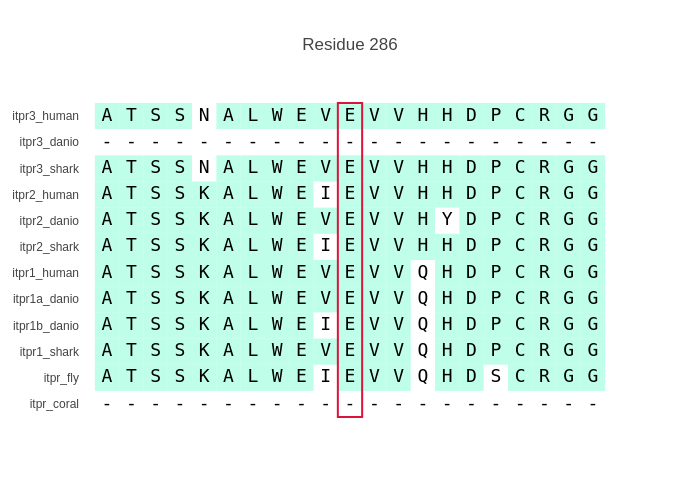 Residue 286
itpr3_human A T S S N A L W E V E V V H H D P C R G G
itpr3_danio - - - - - - - - - - - - - - - - - - - - -
itpr3_shark A T S S N A L W E V E V V H H D P C R G G
itpr2_human A T S S K A L W E I E V V H H D P C R G G
itpr2_danio A T S S K A L W E V E V V H Y D P C R G G
itpr2_shark A T S S K A L W E I E V V H H D P C R G G
itpr1_human A T S S K A L W E V E V V Q H D P C R G G
itpr1a_danio A T S S K A L W E V E V V Q H D P C R G G
itpr1b_danio A T S S K A L W E I E V V Q H D P C R G G
itpr1_shark A T S S K A L W E V E V V Q H D P C R G G
itpr_fly A T S S K A L W E I E V V Q H D S C R G G
itpr_coral - - - - - - - - - - - - - - - - - - - - -